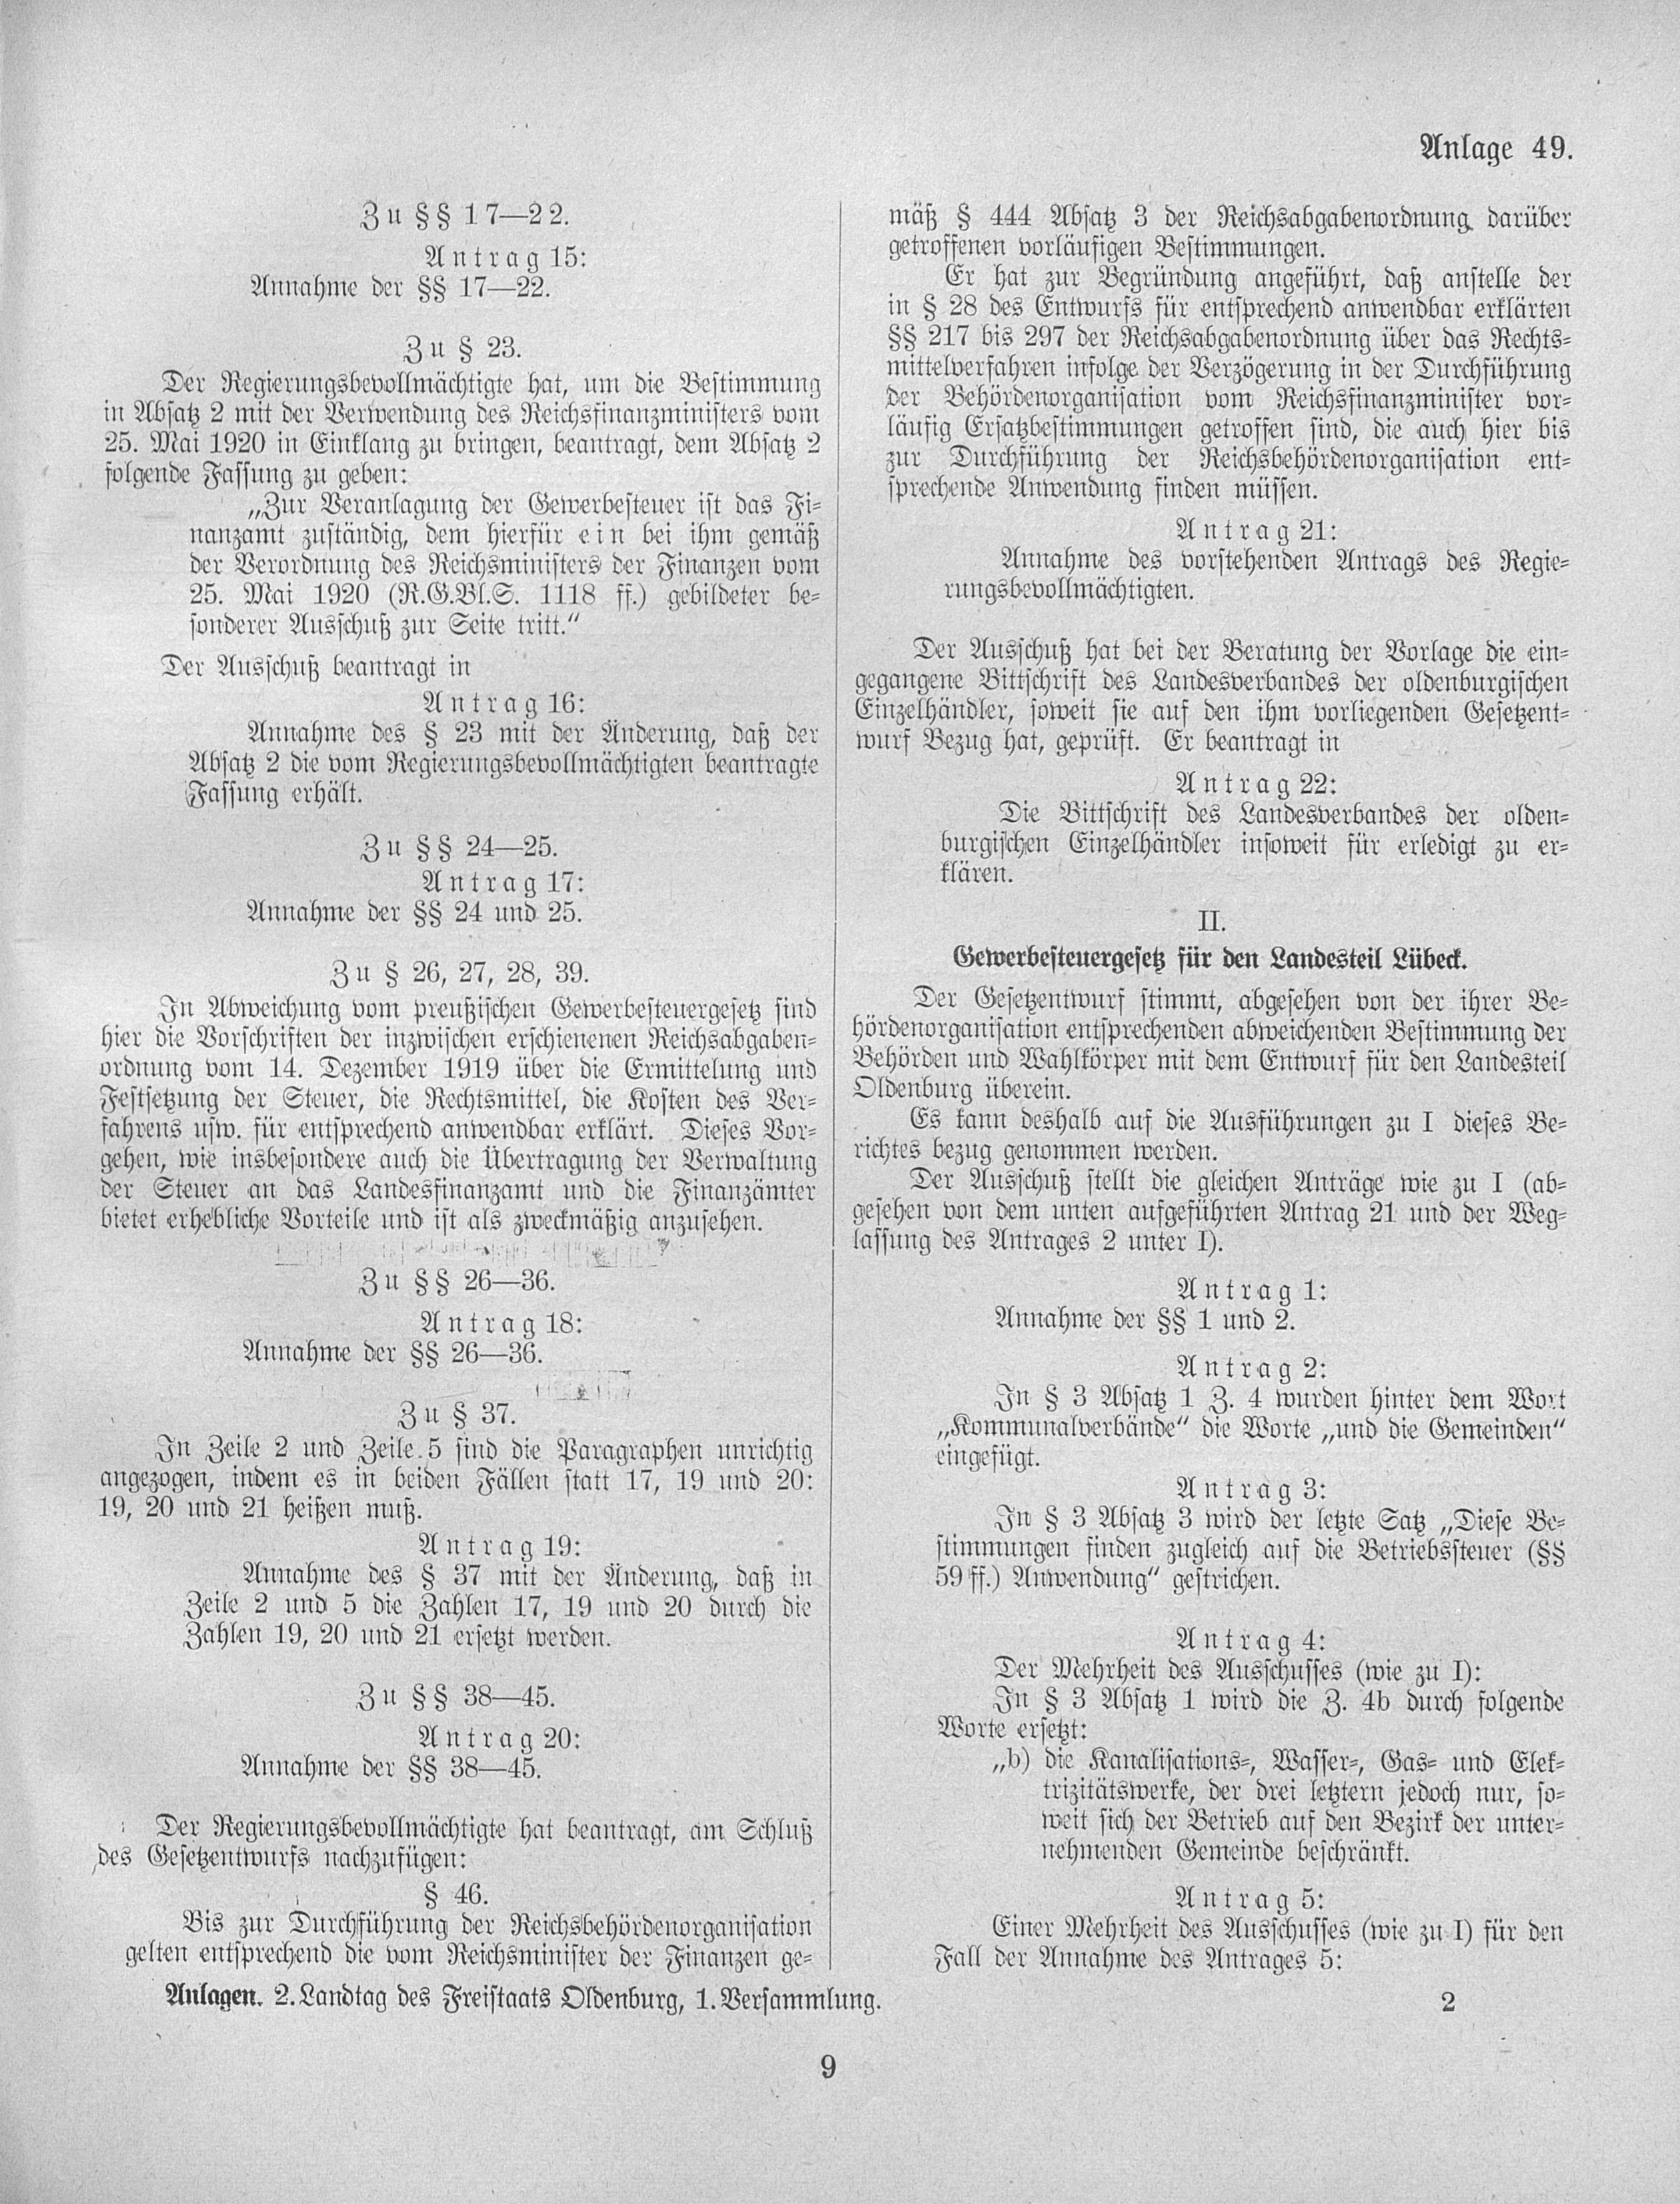 Anlage 49.
Zu §§ 17—22.
Antrag 15:
Annahme der §§ 17—22.
Zu § 23.
Der Regierungsbevollmächtigte hat, um die Bestimmung
in Absatz 2 mit der Verwendung des Reichsfinanzministers vom
25. Mai 1920 in Einklang zu bringen, beantragt, dem Absatz 2
folgende Fassung zu geben:
„Zur Veranlagung der Gewerbesteuer ist das Fi-
nanzamt zuständig, dem hierfür ein bei ihm gemäß
der Verordnung des Reichsministers der Finanzen vom
25. Mai 1920 (R.G.Bl.S. 1118 ff.) gebildeter be-
sonderer Ausschuß zur Seite tritt.“
Der Ausschuß beantragt in
Antrag 16:
Annahme des § 23 mit der Änderung, daß der
Absatz 2 die vom Regierungsbevollmächtigten beantragte
Fassung erhält.
Zu §§ 24—25.
Antrag 17:
Annahme der §§ 24 und 25.
Zu § 26, 27, 28, 39.
In Abweichung vom preußischen Gewerbesteuergesetz sind
hier die Vorschriften der inzwischen erschienenen Reichsabgaben-
ordnung vom 14. Dezember 1919 über die Ermittelung und
Festsetzung der Steuer, die Rechtsmittel, die Kosten des Ver-
fahrens usw. für entsprechend anwendbar erklärt. Dieses Vor-
gehen, wie insbesondere auch die Übertragung der Verwaltung
der Steuer an das Landesfinanzamt und die Finanzämter
bietet erhebliche Vorteile und ist als zweckmäßig anzusehen.
Zu §§ 26—36.
Antrag 18:
Annahme der §§ 26—36.
Zu § 37.
In Zeile 2 und Zeile 5 sind die Paragraphen unrichtig
angezogen, indem es in beiden Fällen statt 17, 19 und 20:
19, 20 und 21 heißen muß.
Antrag 19:
Annahme des § 37 mit der Änderung, daß in
Zeile 2 und 5 die Zahlen 17, 19 und 20 durch die
Zahlen 19, 20 und 21 ersetzt werden.
Zu §§ 38—45.
Antrag 20:
Annahme der §§ 38—45.
Der Regierungsbevollmächtigte hat beantragt, am Schluß
des Gesetzentwurfs nachzufügen:
§ 46.
Bis zur Durchführung der Reichsbehördenorganisation
gelten entsprechend die vom Reichsminister der Finanzen ge-
mäß § 444 Absatz 3 der Reichsabgabenordnung darüber
getroffenen vorläufigen Bestimmungen.
Er hat zur Begründung angeführt, daß anstelle der
in § 28 des Entwurfs für entsprechend anwendbar erklärten
§§ 217 bis 297 der Reichsabgabenordnung über das Rechts-
mittelverfahren infolge der Verzögerung in der Durchführung
der Behördenorganisation vom Reichsfinanzminister vor-
läufig Ersatzbestimmungen getroffen sind, die auch hier bis
zur Durchführung der Reichsbehördenorganisation ent-
sprechende Anwendung finden müssen.
Antrag 21:
Annahme des vorstehenden Antrags des Regie-
rungsbevollmächtigten.
Der Ausschuß hat bei der Beratung der Vorlage die ein-
gegangene Bittschrift des Landesverbandes der oldenburgischen
Einzelhändler, soweit sie auf den ihm vorliegenden Gesetzent-
wurf Bezug hat, geprüft. Er beantragt in
Antrag 22:
Die Bittschrift des Landesverbandes der olden-
burgischen Einzelhändler insoweit für erledigt zu er-
klären.
II.
Gewerbesteuergesetz für den Landesteil Lübeck.
Der Gesetzentwurf stimmt, abgesehen von der ihrer Be-
hördenorganisation entsprechenden abweichenden Bestimmung der
Behörden und Wahlkörper mit dem Entwurf für den Landesteil
Oldenburg überein.
Es kann deshalb auf die Ausführungen zu I dieses Be-
richtes bezug genommen werden.
Der Ausschuß stellt die gleichen Anträge wie zu I (ab-
gesehen von dem unten aufgeführten Antrag 21 und der Weg-
lassung des Antrages 2 unter I).
Antrag 1:
Annahme der §§ 1 und 2.
Antrag 2:
In § 3 Absatz 1 Z. 4 wurden hinter dem Wort
„Kommunalverbände“ die Worte „und die Gemeinden“
eingefügt.
Antrag 3:
In § 3 Absatz 3 wird der letzte Satz „Diese Be-
stimmungen finden zugleich auf die Betriebssteuer (§§
59 ff.) Anwendung“ gestrichen.
Antrag 4:
Der Mehrheit des Ausschusses (wie zu I):
In § 3 Absatz 1 wird die Z. 4b durch folgende
Worte ersetzt:
„b) die Kanalisations-, Wasser-, Gas- und Elek-
trizitätswerke, der drei letztern jedoch nur, so-
weit sich der Betrieb auf den Bezirk der unter-
nehmenden Gemeinde beschränkt.
Antrag 5:
Einer Mehrheit des Ausschusses (wie zu I) für den
Fall der Annahme des Antrages 5:
Anlagen. 2. Landtag des Freistaats Oldenburg, 1. Versammlung.
2
9